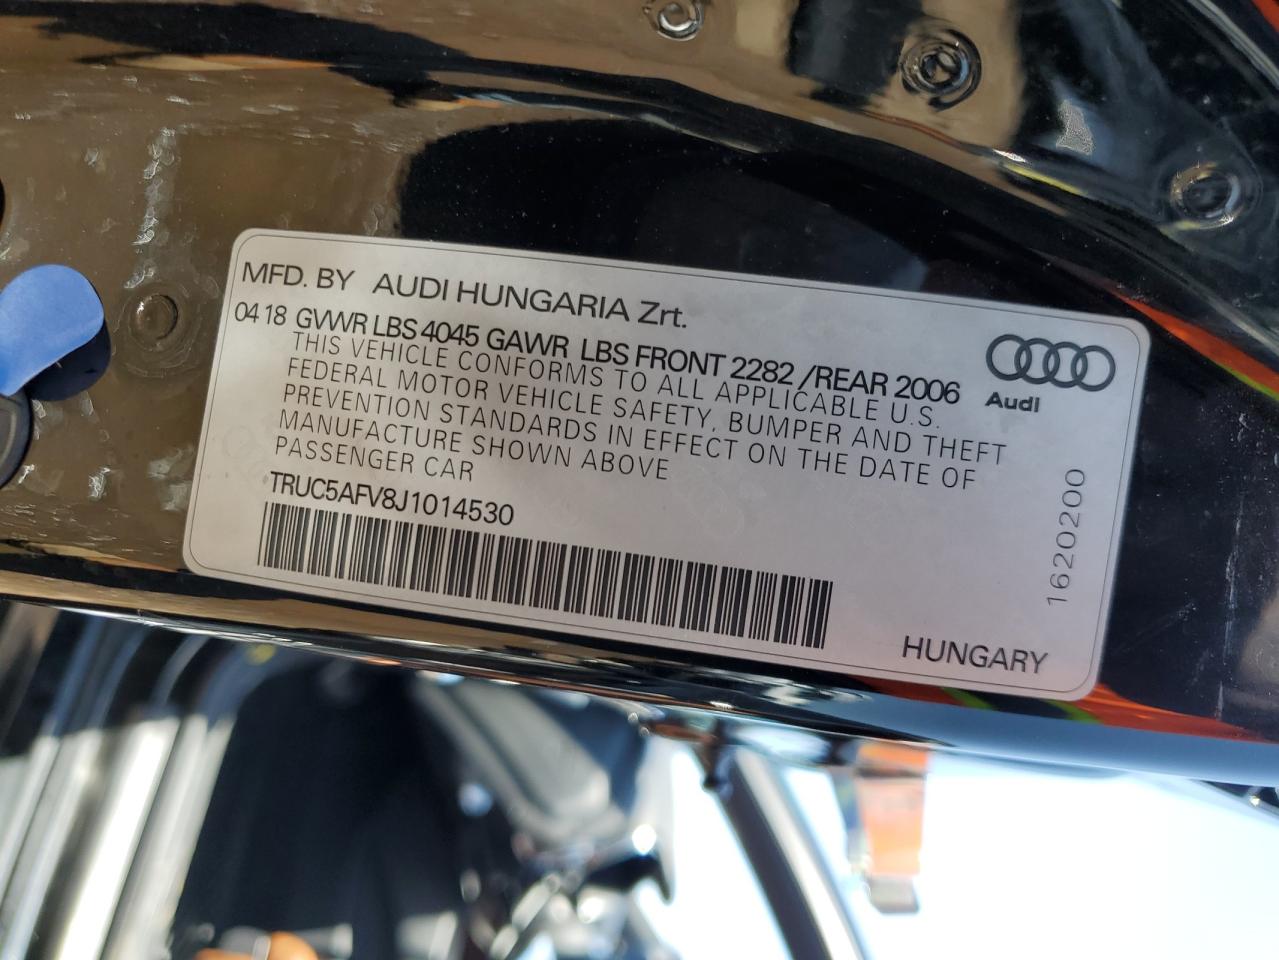 MFD. BY AUDI HUNGARIA Zrt.
04 18 GVWR LBS 4045 GAWR LBS FRONT 2282 /REAR 2006
THIS VEHICLE CONFORMS TO ALL APPLICABLE U.S.
FEDERAL MOTOR VEHICLE SAFETY, BUMPER AND THEFT
PREVENTION STANDARDS IN EFFECT ON THE DATE OF
MANUFACTURE SHOWN ABOVE
PASSENGER CAR
TRUC5AFV8J1014530
Audi
1620200
HUNGARY